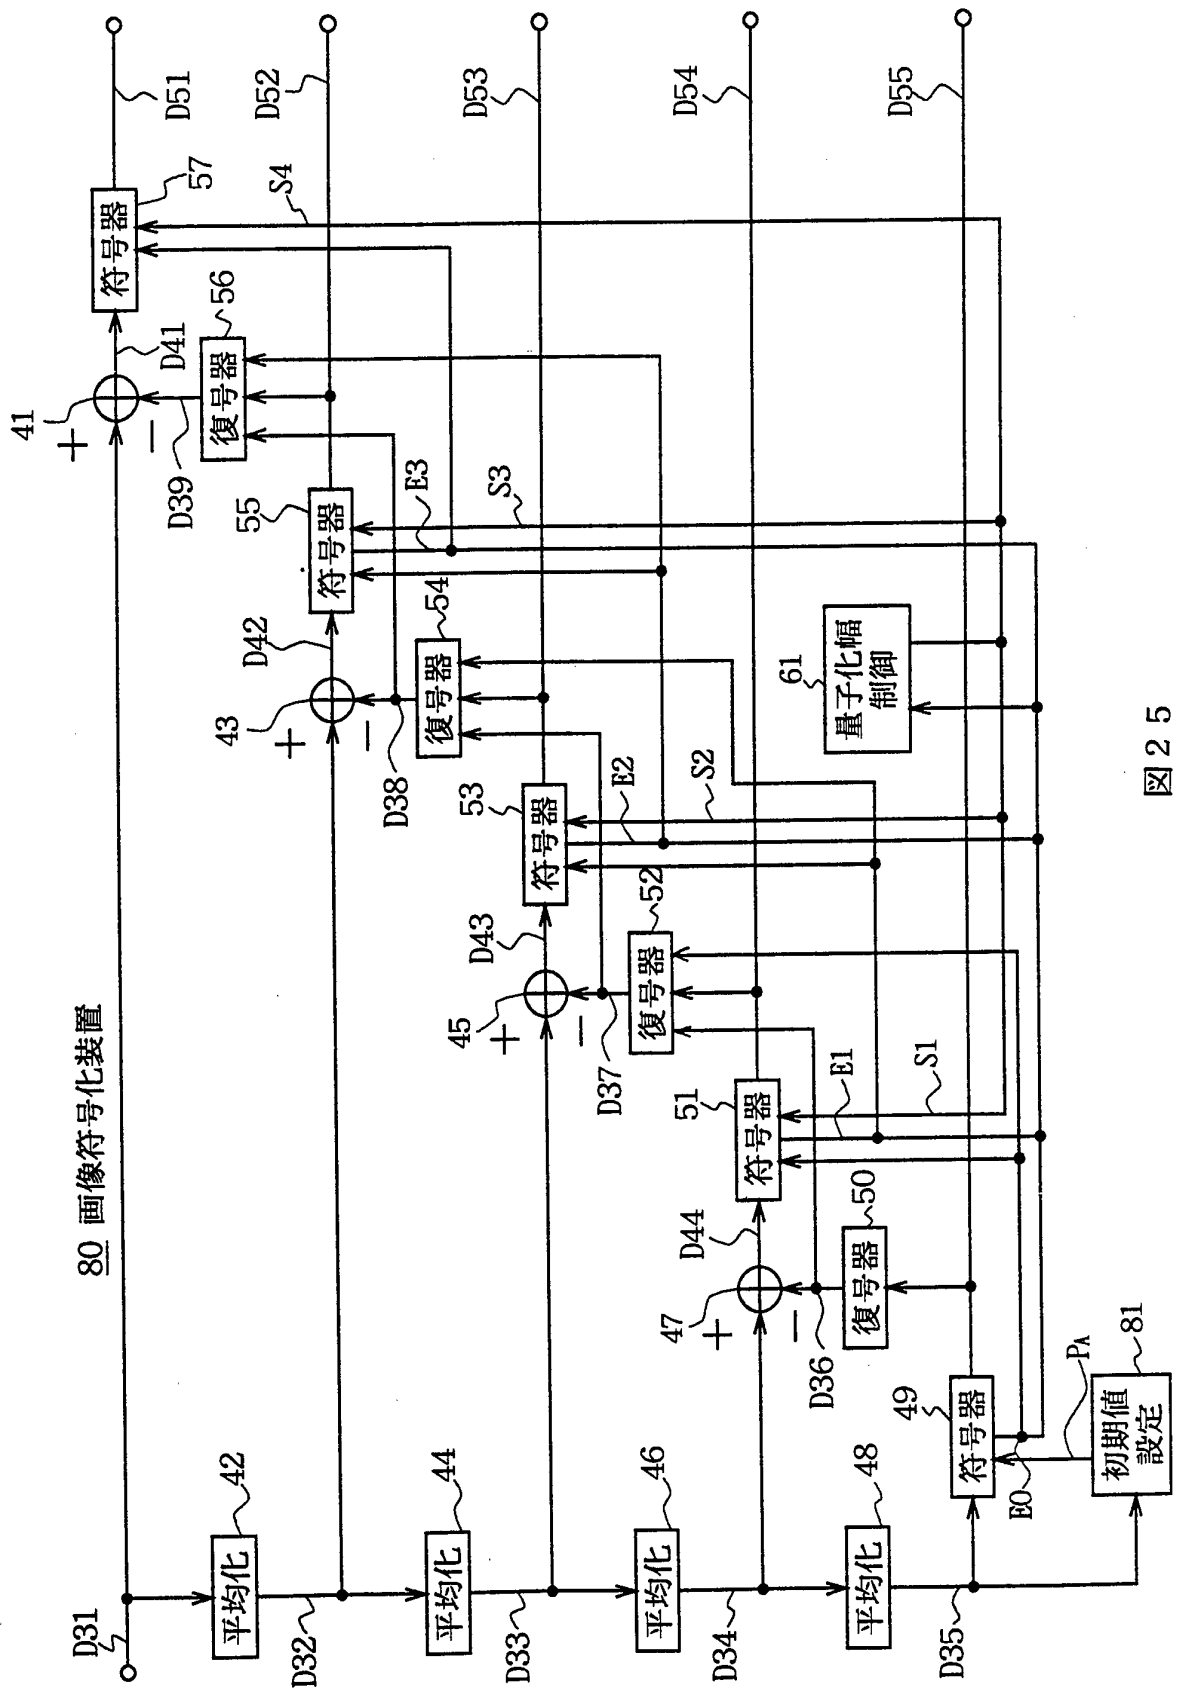 80 画像符号化装置
D31
平均化
42
D32
平均化
44
D33
平均化
46
D34
平均化
48
D35
41
+
−
D39
D41
符号器
57
D51
復号器
56
S4
43
+
−
D38
D42
符号器
55
D52
E3
S3
復号器
54
45
+
−
D37
D43
符号器
53
D53
E2
S2
復号器
52
47
+
−
D36
D44
符号器
51
D54
E1
S1
復号器
50
符号器
49
D55
E0
PA
初期値
設定
81
量子化幅
制御
61
図25